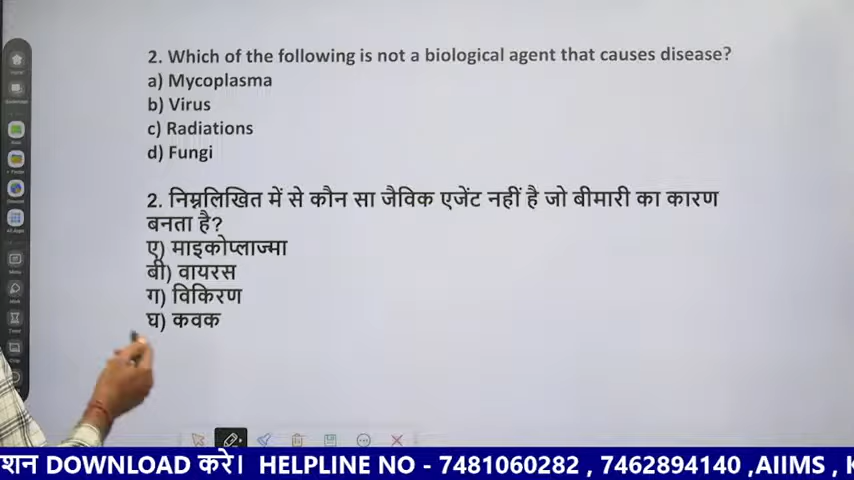 2. Which of the following is not a biological agent that causes disease?
a) Mycoplasma
b) Virus
c) Radiations
d) Fungi
2. निम्नलिखित में से कौन सा जैविक एजेंट नहीं है जो बीमारी का कारण
बनता है?
ए) माइकोप्लाज्मा
बी) वायरस
ग) विकिरण
घ) कवक
शन DOWNLOAD करे। HELPLINE NO - 7481060282 , 7462894140 ,AIIMS , K